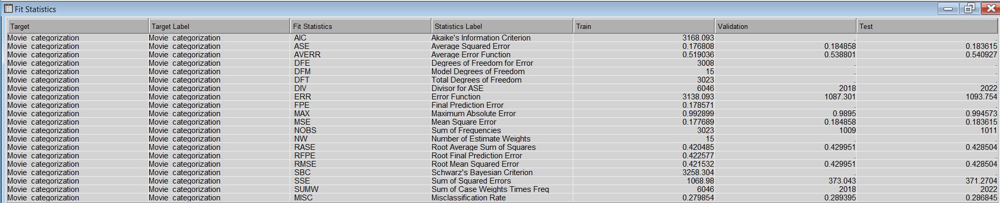 Fit Statistics
Target Target Label Fit Statistics Statistics Label Train Validation Test
Movie categorization Movie categorization AIC Akaike's Information Criterion 3168.093 . .
Movie categorization Movie categorization ASE Average Squared Error 0.176808 0.184858 0.183615
Movie categorization Movie categorization AVERR Average Error Function 0.519036 0.538801 0.540927
Movie categorization Movie categorization DFE Degrees of Freedom for Error 3008 . .
Movie categorization Movie categorization DFM Model Degrees of Freedom 15 . .
Movie categorization Movie categorization DFT Total Degrees of Freedom 3023 . .
Movie categorization Movie categorization DIV Divisor for ASE 6046 2018 2022
Movie categorization Movie categorization ERR Error Function 3138.093 1087.301 1093.754
Movie categorization Movie categorization FPE Final Prediction Error 0.178571 . .
Movie categorization Movie categorization MAX Maximum Absolute Error 0.992899 0.9895 0.994573
Movie categorization Movie categorization MSE Mean Square Error 0.177689 0.184858 0.183615
Movie categorization Movie categorization NOBS Sum of Frequencies 3023 1009 1011
Movie categorization Movie categorization NW Number of Estimate Weights 15 . .
Movie categorization Movie categorization RASE Root Average Sum of Squares 0.420485 0.429951 0.428504
Movie categorization Movie categorization RFPE Root Final Prediction Error 0.422577 . .
Movie categorization Movie categorization RMSE Root Mean Squared Error 0.421532 0.429951 0.428504
Movie categorization Movie categorization SBC Schwarz's Bayesian Criterion 3258.304 . .
Movie categorization Movie categorization SSE Sum of Squared Errors 1068.98 373.043 371.2704
Movie categorization Movie categorization SUMW Sum of Case Weights Times Freq 6046 2018 2022
Movie categorization Movie categorization MISC Misclassification Rate 0.279854 0.289395 0.286845